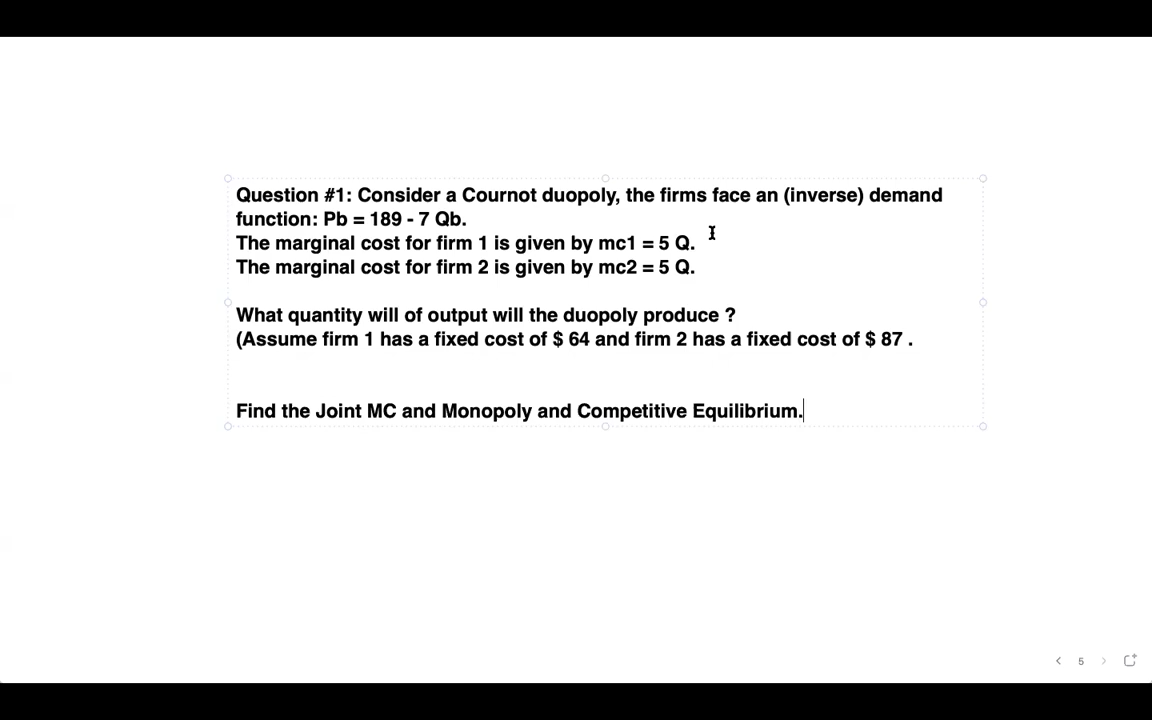 Question #1: Consider a Cournot duopoly, the firms face an (inverse) demand
function: Pb = 189 - 7 Qb.
The marginal cost for firm 1 is given by mc1 = 5 Q.
The marginal cost for firm 2 is given by mc2 = 5 Q.
What quantity will of output will the duopoly produce ?
(Assume firm 1 has a fixed cost of $ 64 and firm 2 has a fixed cost of $ 87 .
Find the Joint MC and Monopoly and Competitive Equilibrium.
5